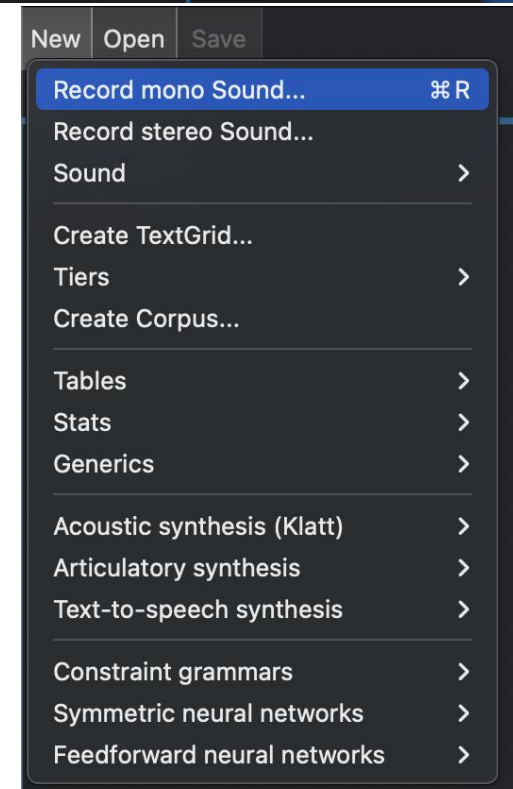 New Open Save
Record mono Sound... ⌘ R
Record stereo Sound...
Sound
Create TextGrid...
Tiers
Create Corpus...
Tables
Stats
Generics
Acoustic synthesis (Klatt)
Articulatory synthesis
Text-to-speech synthesis
Constraint grammars
Symmetric neural networks
Feedforward neural networks